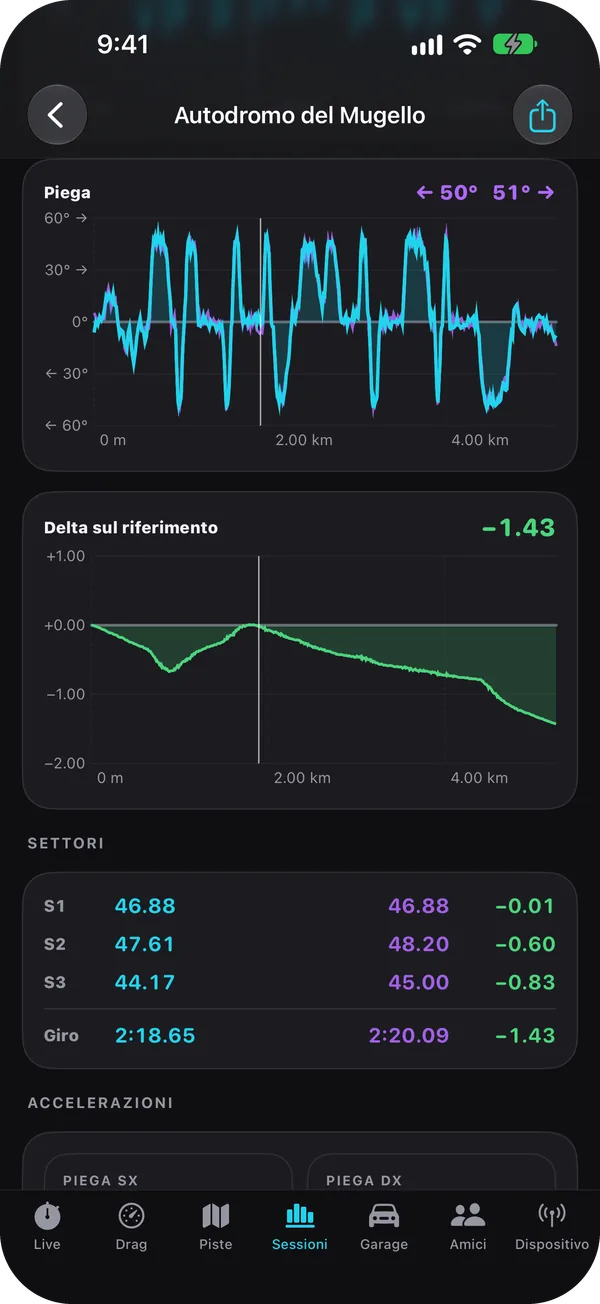 9:41
Autodromo del Mugello
Piega ← 50° 51° →
60° →
30° →
0°
← 30°
← 60°
0 m 2.00 km 4.00 km
Delta sul riferimento −1.43
+1.00
+0.00
−1.00
−2.00
0 m 2.00 km 4.00 km
SETTORI
S1 46.88 46.88 −0.01
S2 47.61 48.20 −0.60
S3 44.17 45.00 −0.83
Giro 2:18.65 2:20.09 −1.43
ACCELERAZIONI
PIEGA SX PIEGA DX
Live Drag Piste Sessioni Garage Amici Dispositivo